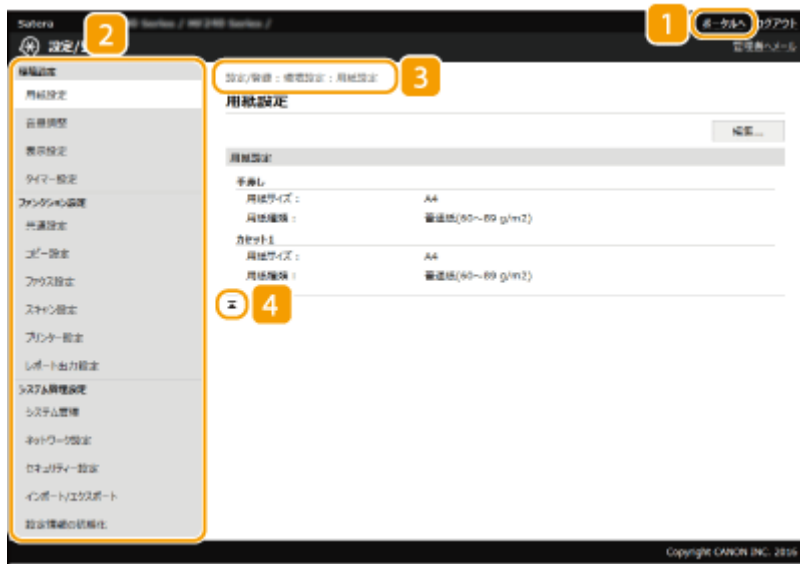 Satera
1
ポータルへ
ログアウト
設定/
2
管理者へメール
環境設定
用紙設定
音量調整
表示設定
タイマー設定
ファンクション設定
共通設定
コピー設定
ファクス設定
スキャン設定
プリンター設定
レポート出力設定
システム管理設定
システム管理
ネットワーク設定
セキュリティー設定
インポート/エクスポート
設定情報の初期化
設定/登録 : 環境設定 : 用紙設定
3
用紙設定
編集...
用紙設定
手差し
用紙サイズ : A4
用紙種類 : 普通紙(60～89 g/m2)
カセット1
用紙サイズ : A4
用紙種類 : 普通紙(60～89 g/m2)
4
Copyright CANON INC. 2016